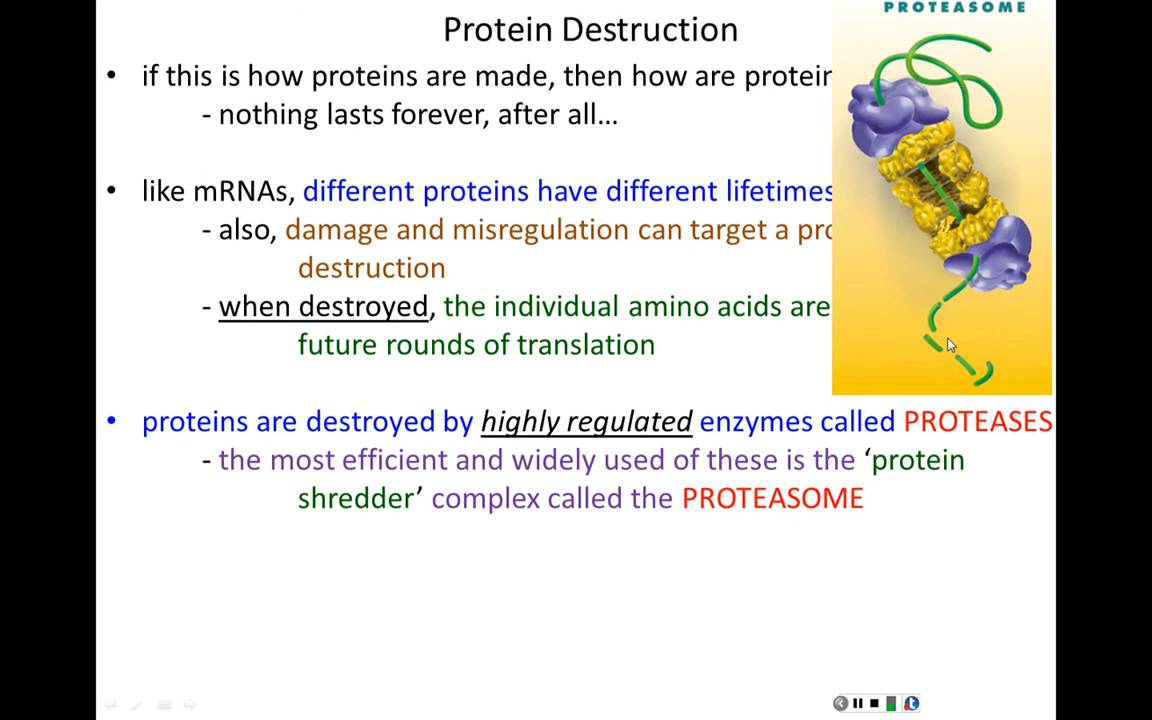 PROTEASOME
Protein Destruction
• if this is how proteins are made, then how are
- nothing lasts forever, after all...
• like mRNAs, different proteins have different lifetimes
- also, damage and misregulation can target a
destruction
- when destroyed, the individual amino acids are
future rounds of translation
• proteins are destroyed by highly regulated enzymes called PROTEASES
- the most efficient and widely used of these is the ‘protein
shredder’ complex called the PROTEASOME